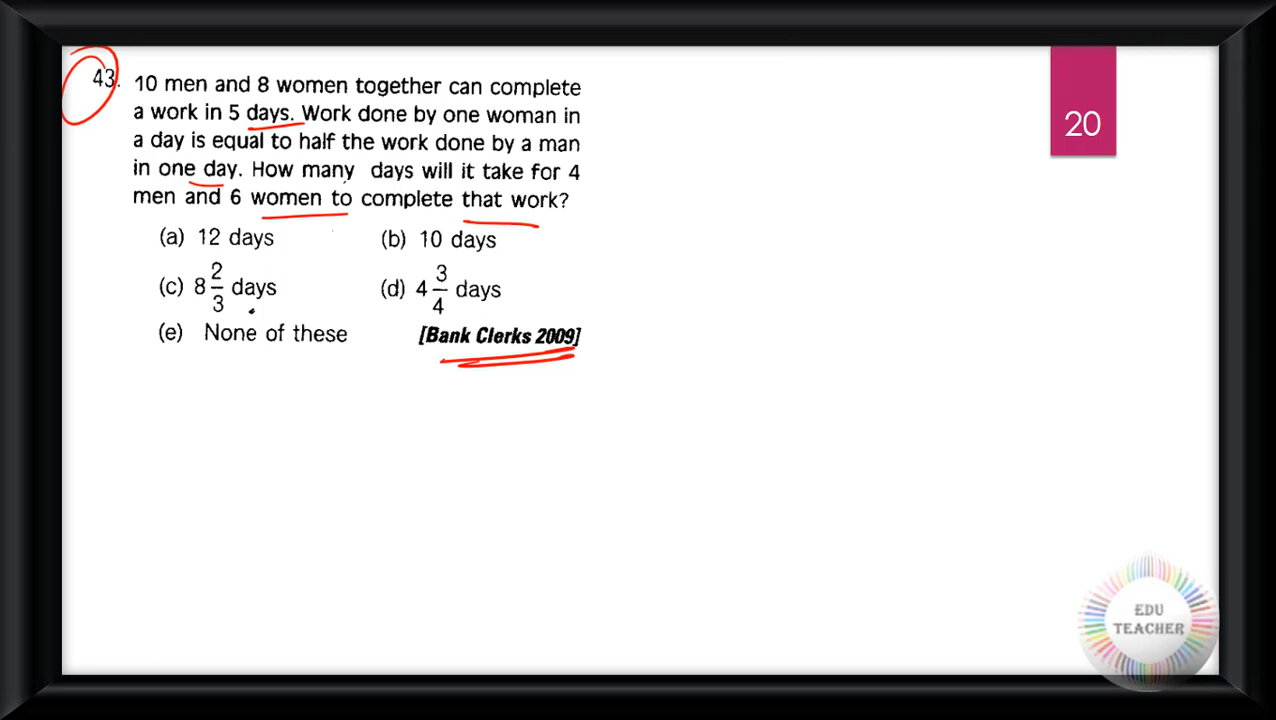 43. 10 men and 8 women together can complete
a work in 5 days. Work done by one woman in
a day is equal to half the work done by a man
in one day. How many days will it take for 4
men and 6 women to complete that work?
(a) 12 days (b) 10 days
(c) 8 2/3 days (d) 4 3/4 days
(e) None of these [Bank Clerks 2009]
20
EDU
TEACHER